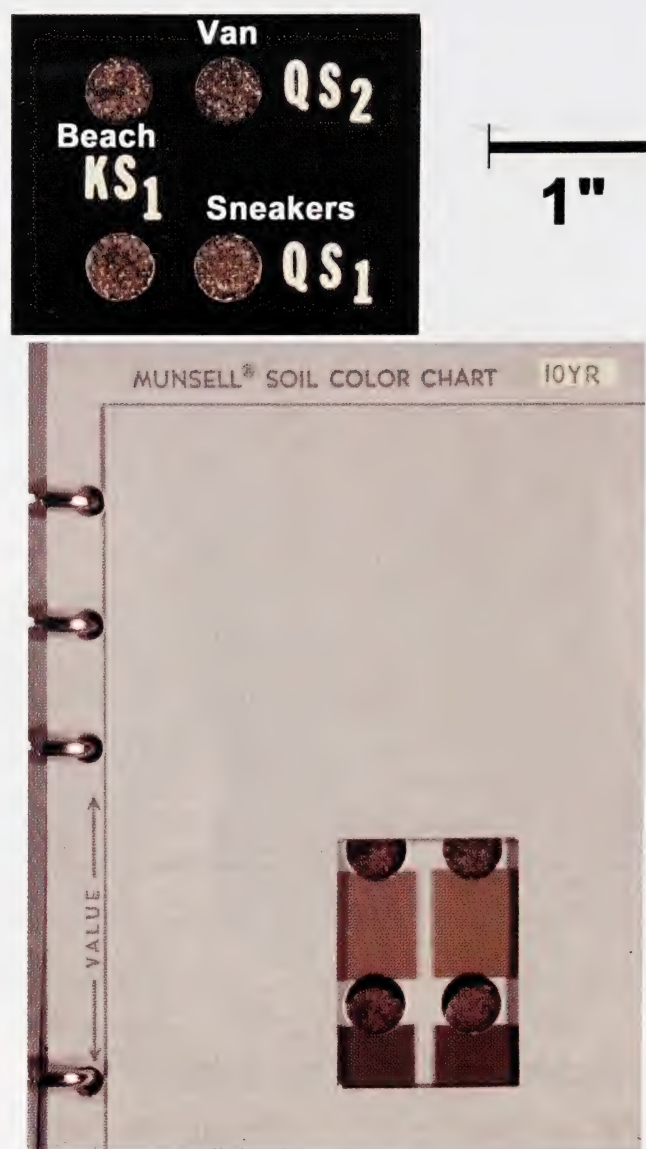 Van
QS2
Beach
KS1
Sneakers
QS1
1"
MUNSELL® SOIL COLOR CHART 10YR
VALUE